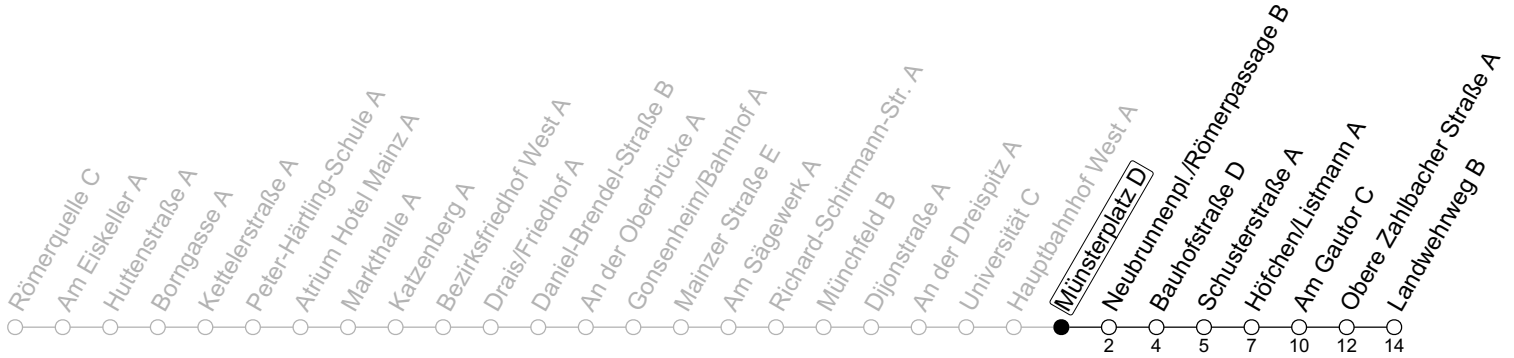 Römerquelle C
Am Eiskeller A
Huttenstraße A
Borngasse A
Kettelerstraße A
Peter-Härtling-Schule A
Atrium Hotel Mainz A
Markthalle A
Katzenberg A
Bezirksfriedhof West A
Drais/Friedhof A
Daniel-Brendel-Straße B
An der Oberbrücke A
Gonsenheim/Bahnhof A
Mainzer Straße E
Am Sägewerk A
Richard-Schirrmann-Str. A
Münchfeld B
Dijonstraße A
An der Dreispitz A
Universität C
Hauptbahnhof West A
Münsterplatz D
Neubrunnenpl./Römerpassage B
Bauhofstraße D
Schusterstraße A
Höfchen/Listmann A
Am Gautor C
Obere Zahlbacher Straße A
Landwehrweg B
2 4 5 7 10 12 14